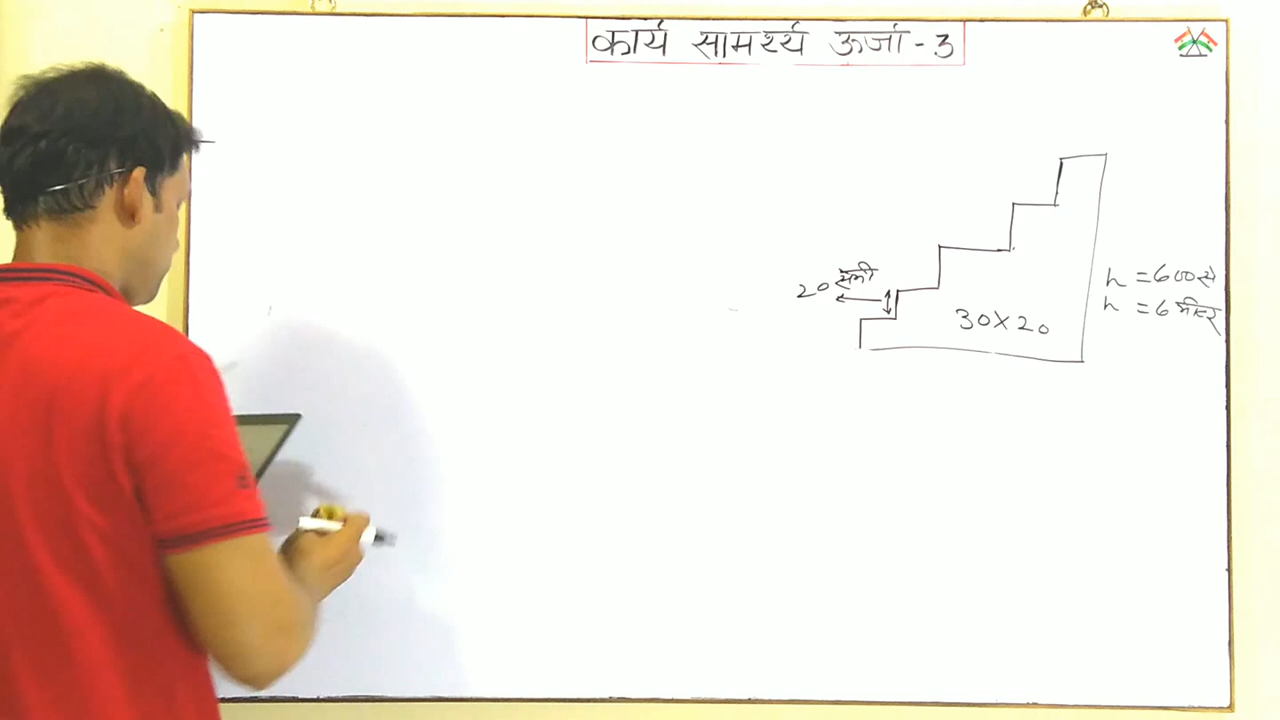 कार्य सामर्थ्य ऊर्जा - 3
20 सेमी
30 X 20
h = 600 से
h = 6 मीटर